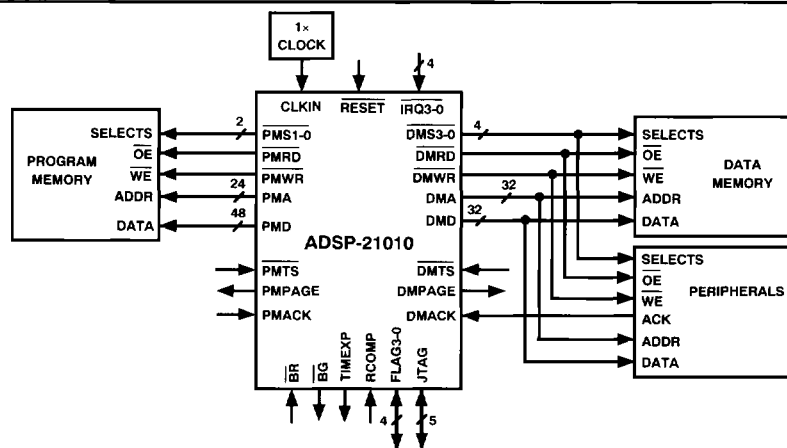 1×
CLOCK
4
CLKIN RESET IRQ3-0
PROGRAM
MEMORY
SELECTS
OE
WE
ADDR
DATA
2
24
48
PMS1-0
PMRD
PMWR
PMA
PMD
DMS3-0
DMRD
DMWR
DMA
DMD
4
32
32
SELECTS
OE
WE
ADDR
DATA
DATA
MEMORY
ADSP-21010
PMTS
PMPAGE
PMACK
DMTS
DMPAGE
DMACK
SELECTS
OE
WE
ACK
ADDR
DATA
PERIPHERALS
BR
BG
TIMEXP
RCOMP
FLAG3-0
JTAG
4
5